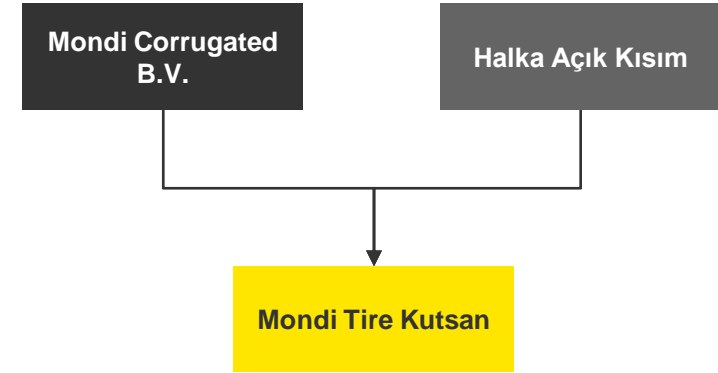 Mondi Corrugated
B.V.
Halka Açık Kısım
Mondi Tire Kutsan